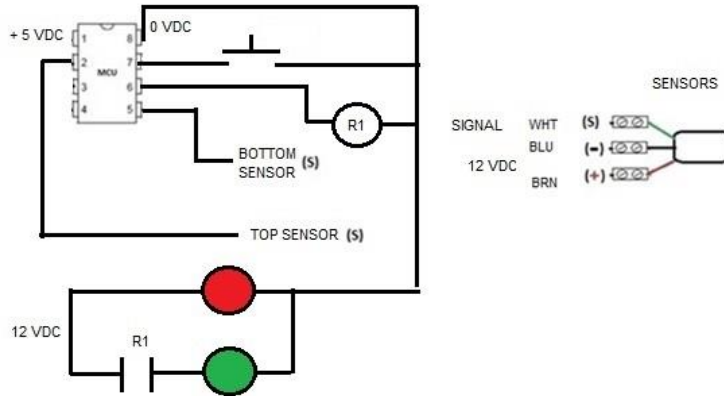 + 5 VDC
0 VDC
1
2
3
4
8
7
6
5
MCU
R1
BOTTOM
SENSOR (S)
TOP SENSOR (S)
12 VDC
R1
SENSORS
SIGNAL WHT (S)
BLU (-)
12 VDC
BRN (+)